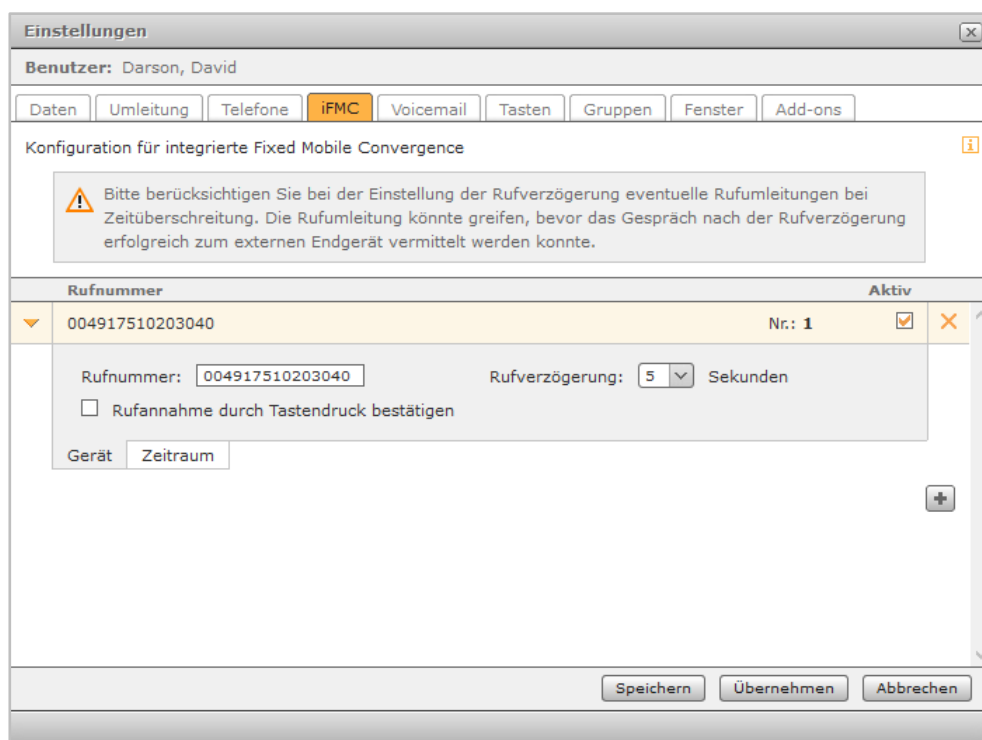 Einstellungen
Benutzer: Darson, David
Daten Umleitung Telefone iFMC Voicemail Tasten Gruppen Fenster Add-ons
Konfiguration für integrierte Fixed Mobile Convergence
Bitte berücksichtigen Sie bei der Einstellung der Rufverzögerung eventuelle Rufumleitungen bei
Zeitüberschreitung. Die Rufumleitung könnte greifen, bevor das Gespräch nach der Rufverzögerung
erfolgreich zum externen Endgerät vermittelt werden konnte.
Rufnummer Aktiv
004917510203040 Nr.: 1
Rufnummer: 004917510203040 Rufverzögerung: 5 Sekunden
Rufannahme durch Tastendruck bestätigen
Gerät Zeitraum
Speichern Übernehmen Abbrechen